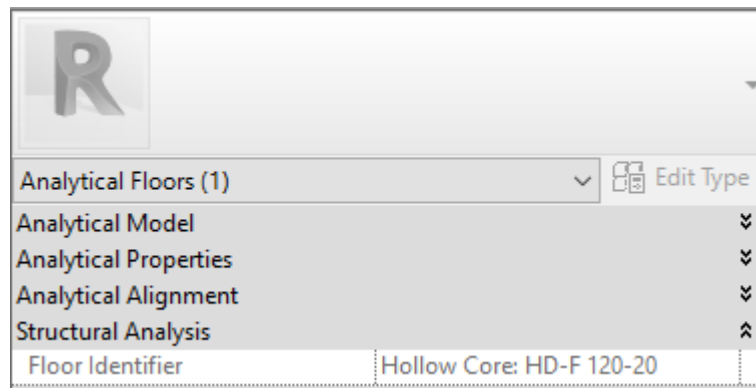 R
Analytical Floors (1) Edit Type
Analytical Model
Analytical Properties
Analytical Alignment
Structural Analysis
Floor Identifier Hollow Core: HD-F 120-20